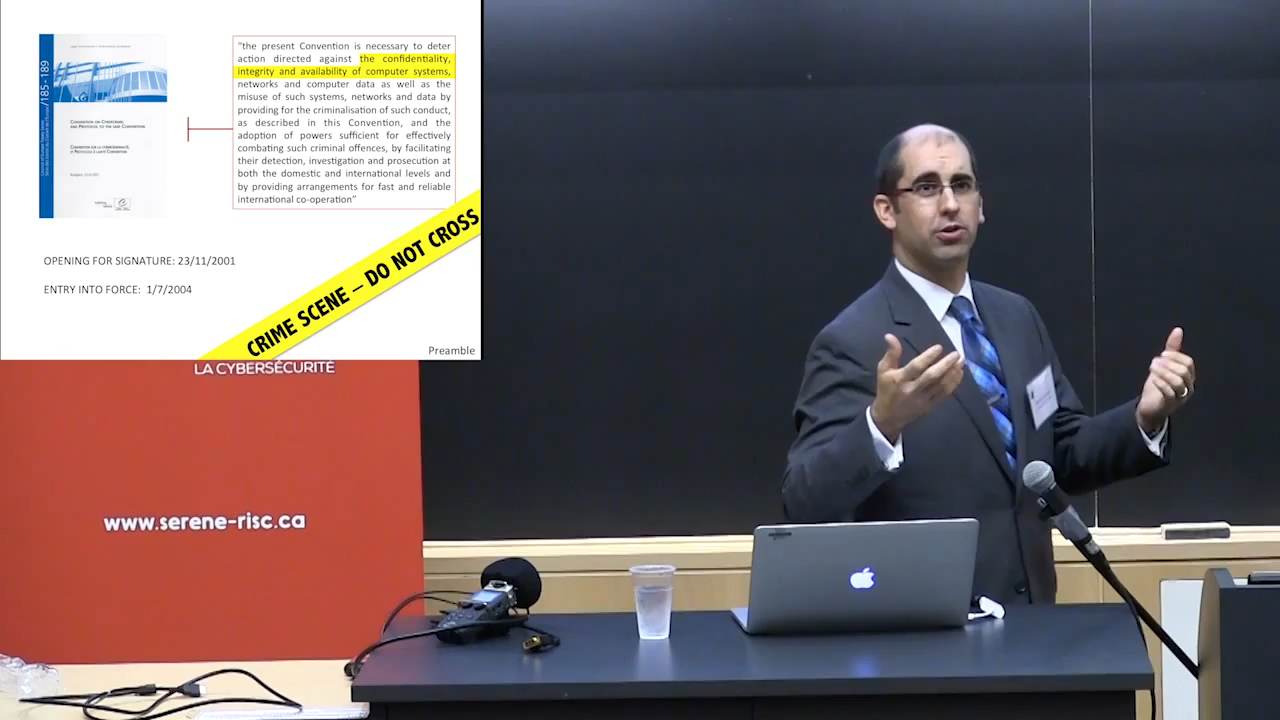 /185-189
CONVENTION ON CYBERCRIME,
AND PROTOCOL TO THE SAID CONVENTION
CONVENTION SUR LA CYBERCRIMINALITÉ,
"the present Convention is necessary to deter
action directed against the confidentiality,
integrity and availability of computer systems,
networks and computer data as well as the
misuse of such systems, networks and data by
providing for the criminalisation of such conduct,
as described in this Convention, and the
adoption of powers sufficient for effectively
combating such criminal offences, by facilitating
their detection, investigation and prosecution at
both the domestic and international levels and
by providing arrangements for fast and reliable
international co-operation"
OPENING FOR SIGNATURE: 23/11/2001
ENTRY INTO FORCE: 1/7/2004
CRIME SCENE – DO NOT CROSS
Preamble
LA CYBERSÉCURITÉ
www.serene-risc.ca